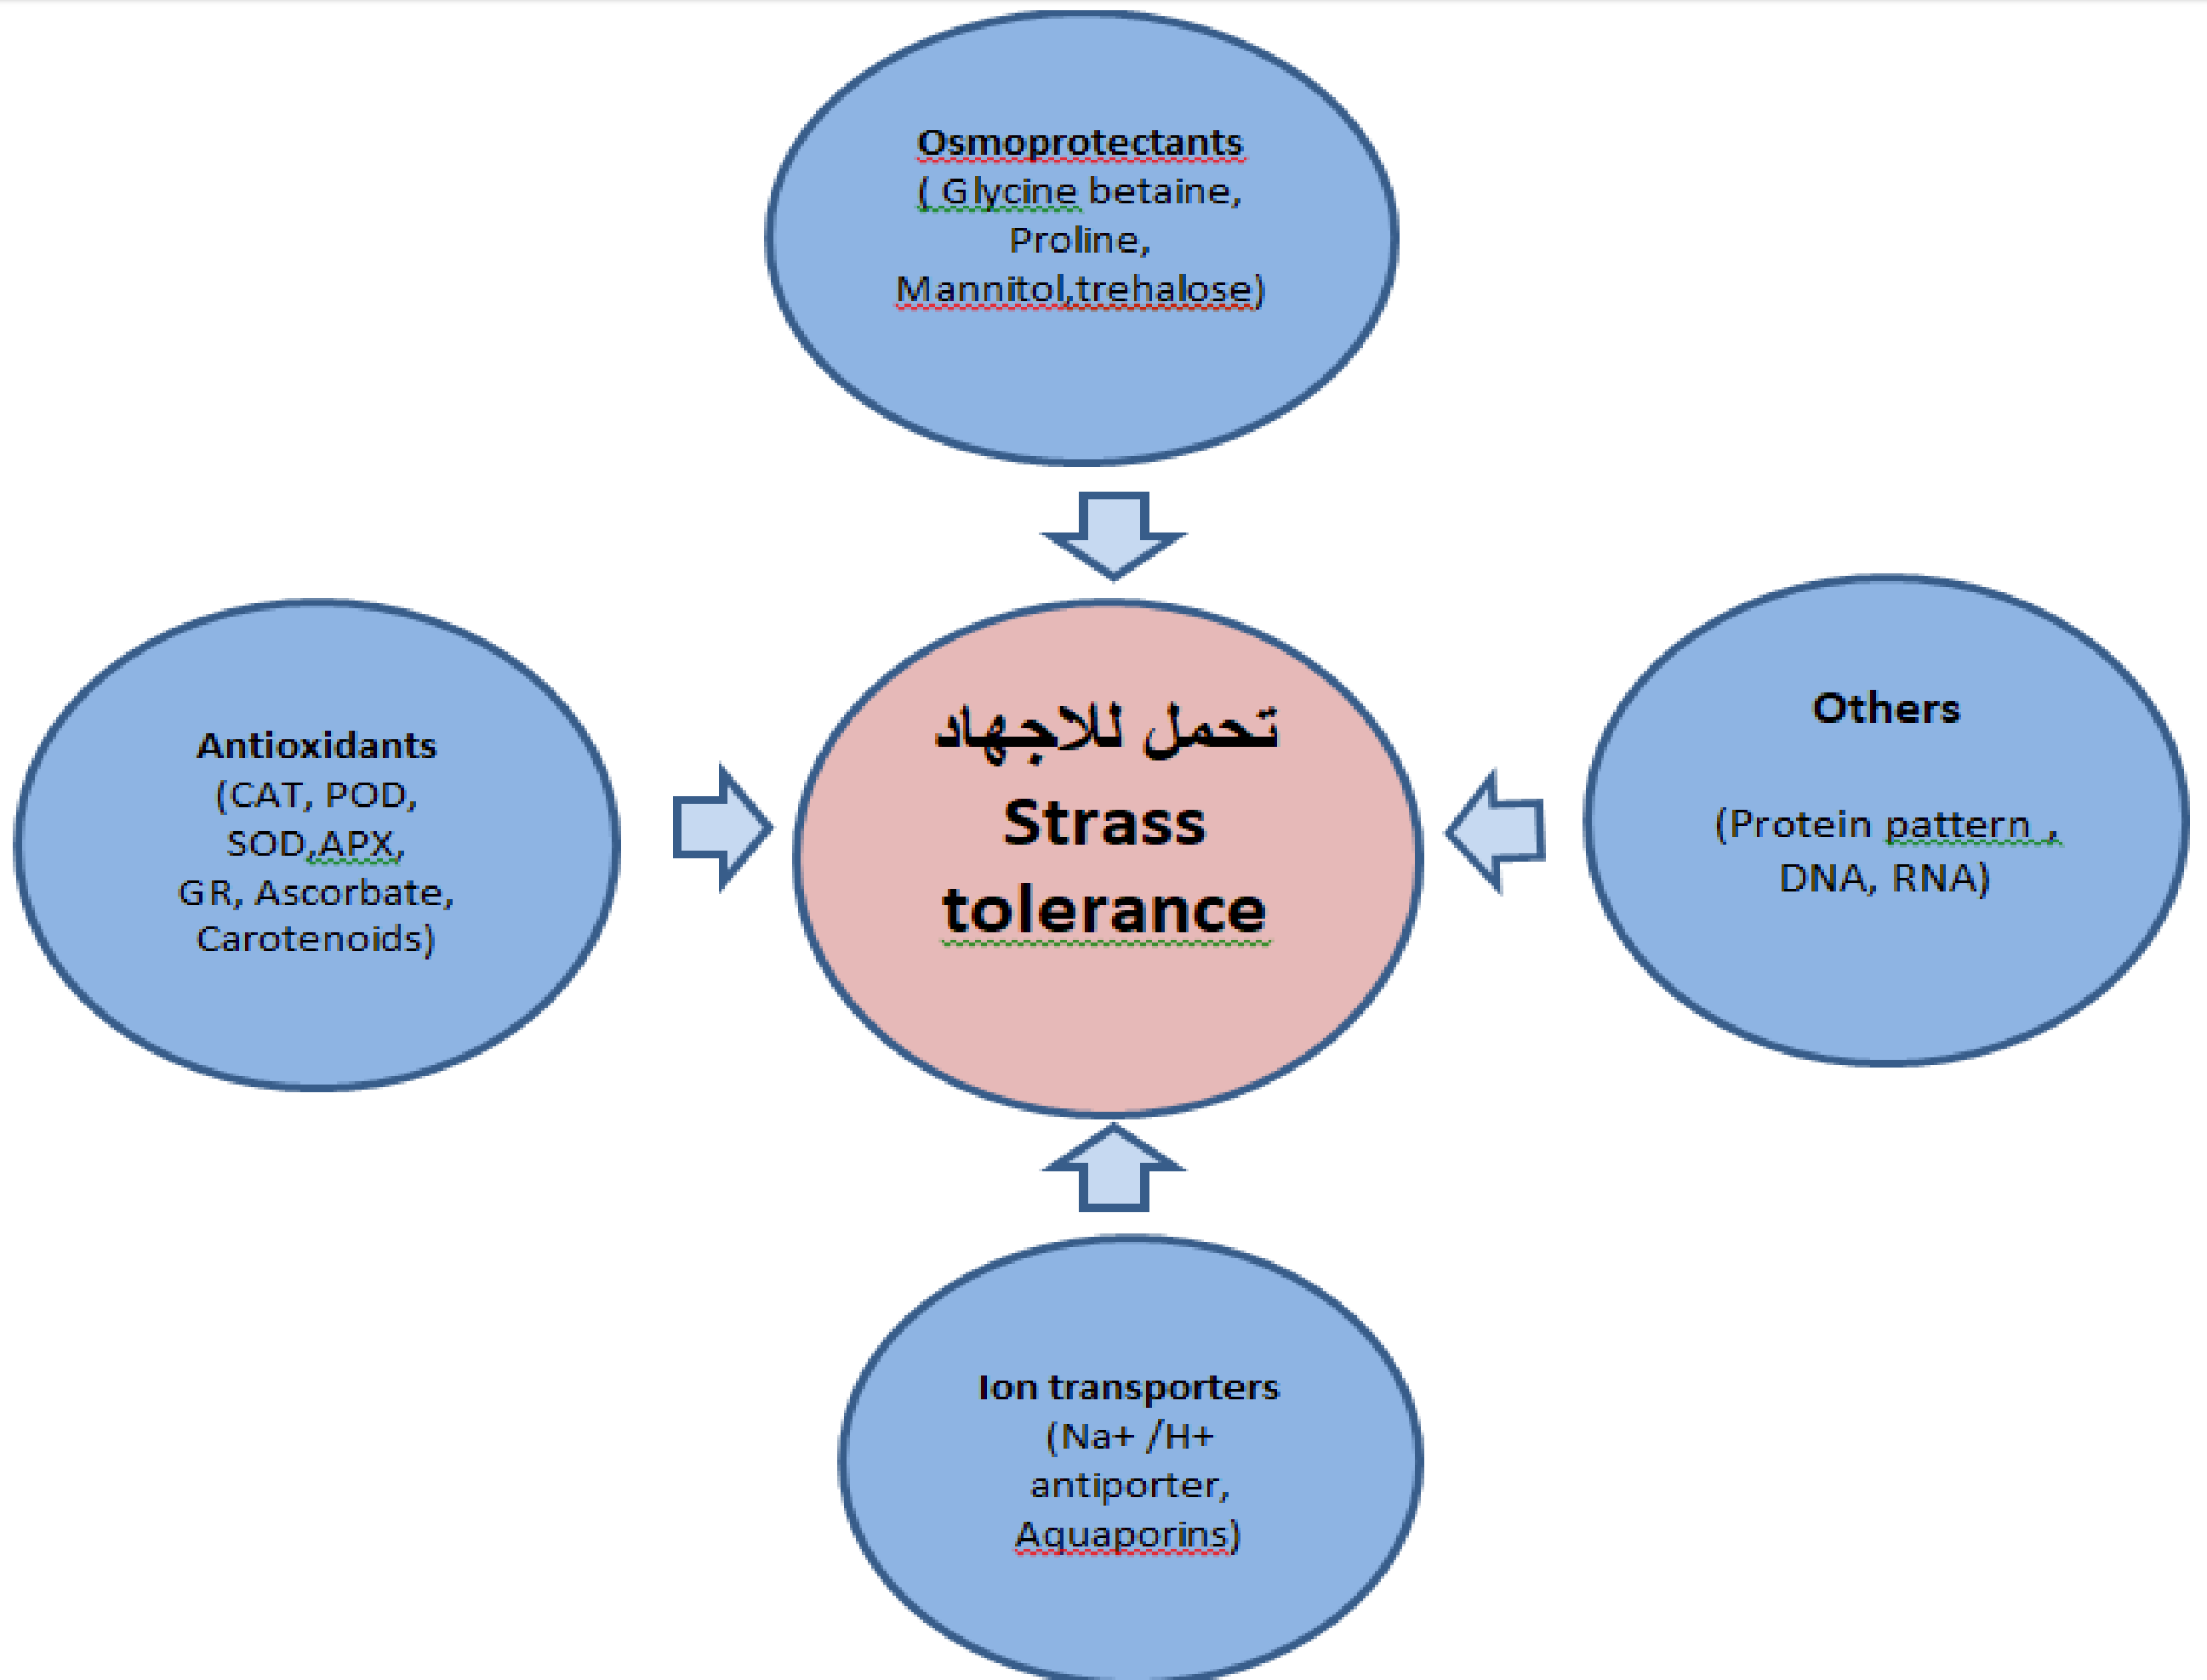 Osmoprotectants
( Glycine betaine,
Proline,
Mannitol,trehalose)
Antioxidants
(CAT, POD,
SOD,APX,
GR, Ascorbate,
Carotenoids)
تحمل للاجهاد
Strass
tolerance
Others
(Protein pattern ,
DNA, RNA)
Ion transporters
(Na+ /H+
antiporter,
Aquaporins)